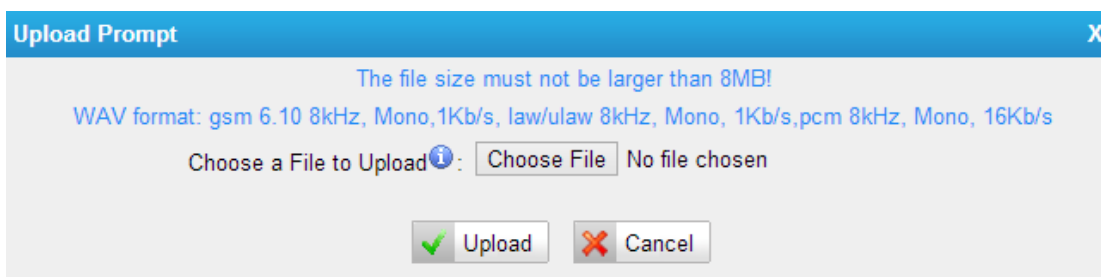 Upload Prompt X
The file size must not be larger than 8MB!
WAV format: gsm 6.10 8kHz, Mono,1Kb/s, law/ulaw 8kHz, Mono, 1Kb/s,pcm 8kHz, Mono, 16Kb/s
Choose a File to Upload i : Choose File No file chosen
Upload Cancel